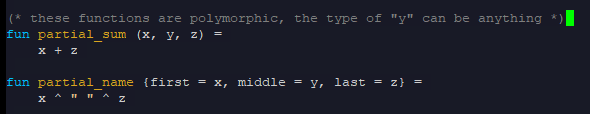 (* these functions are polymorphic, the type of "y" can be anything *)
fun partial_sum (x, y, z) =
    x + z
fun partial_name {first = x, middle = y, last = z} =
    x ^ " " ^ z